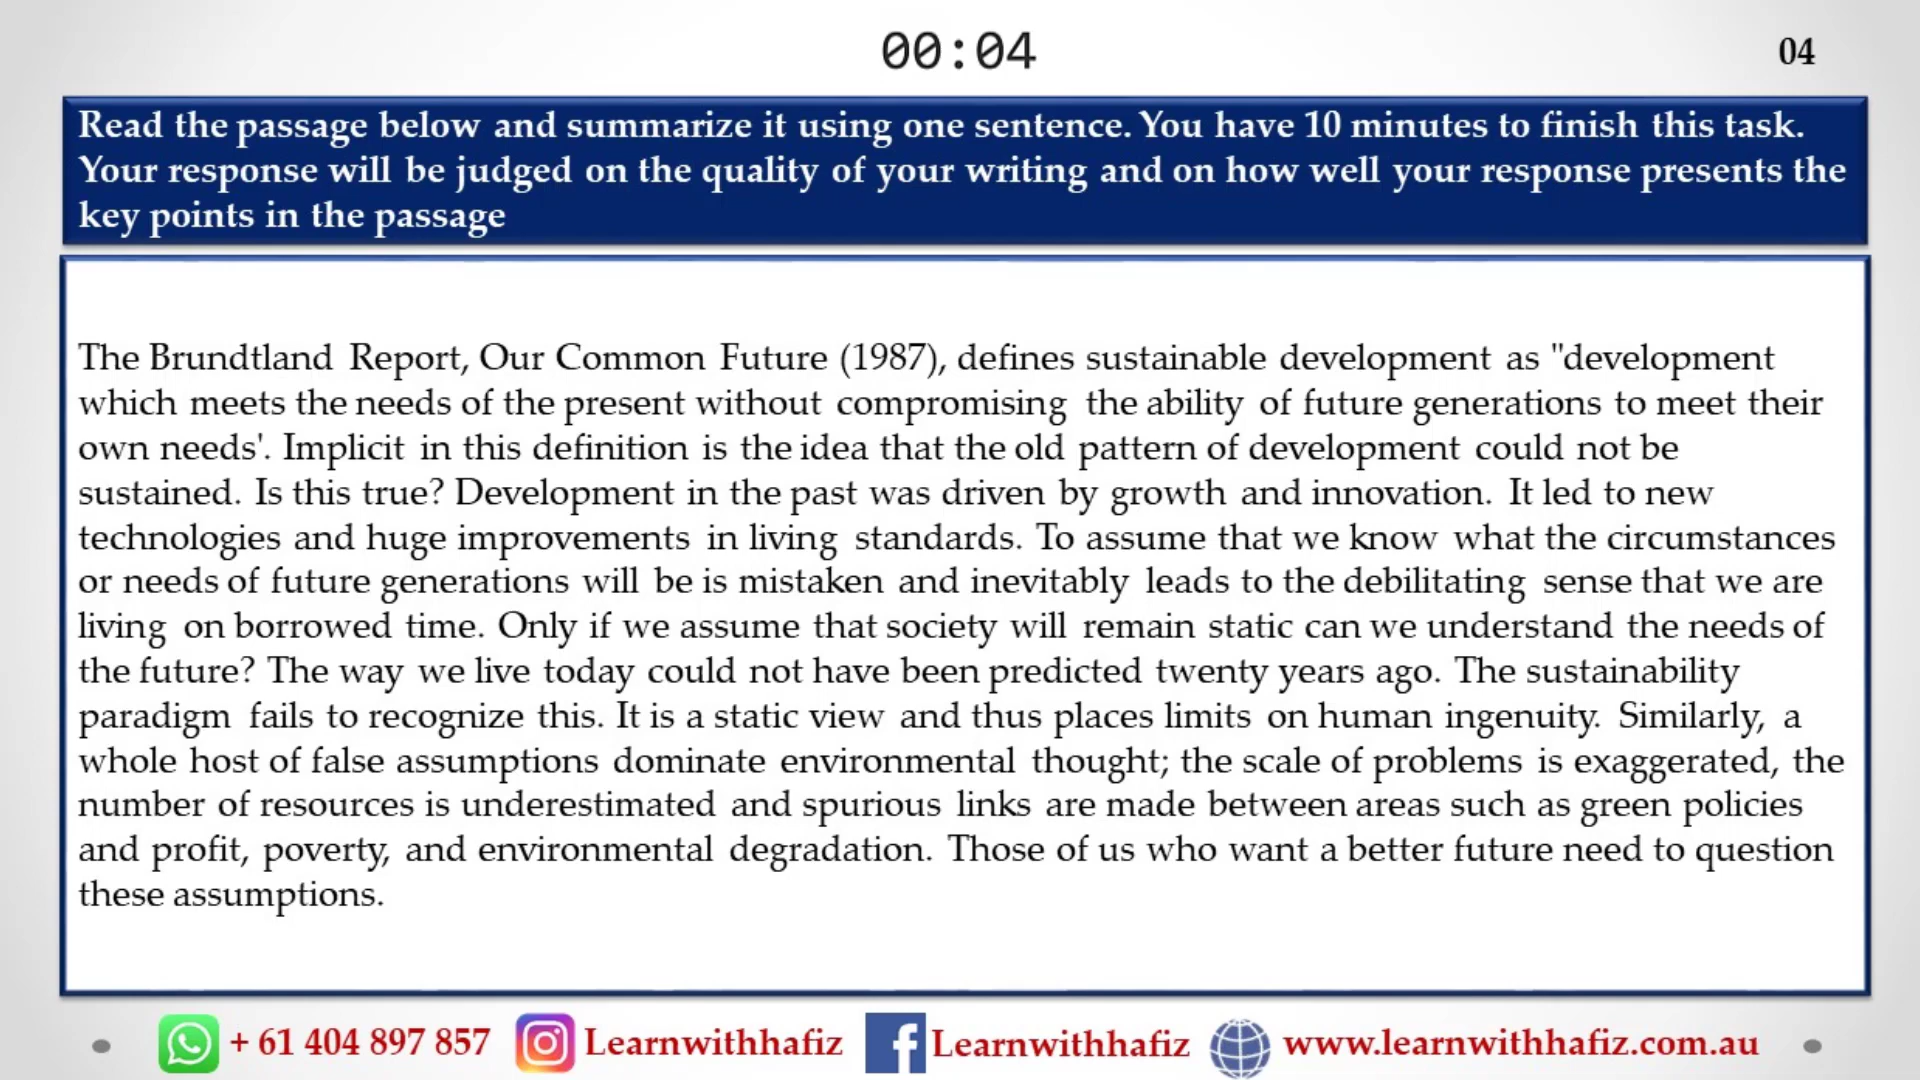 00:04
04
Read the passage below and summarize it using one sentence. You have 10 minutes to finish this task.
Your response will be judged on the quality of your writing and on how well your response presents the
key points in the passage
The Brundtland Report, Our Common Future (1987), defines sustainable development as "development
which meets the needs of the present without compromising the ability of future generations to meet their
own needs'. Implicit in this definition is the idea that the old pattern of development could not be
sustained. Is this true? Development in the past was driven by growth and innovation. It led to new
technologies and huge improvements in living standards. To assume that we know what the circumstances
or needs of future generations will be is mistaken and inevitably leads to the debilitating sense that we are
living on borrowed time. Only if we assume that society will remain static can we understand the needs of
the future? The way we live today could not have been predicted twenty years ago. The sustainability
paradigm fails to recognize this. It is a static view and thus places limits on human ingenuity. Similarly, a
whole host of false assumptions dominate environmental thought; the scale of problems is exaggerated, the
number of resources is underestimated and spurious links are made between areas such as green policies
and profit, poverty, and environmental degradation. Those of us who want a better future need to question
these assumptions.
+ 61 404 897 857 Learnwithhafiz Learnwithhafiz www.learnwithhafiz.com.au